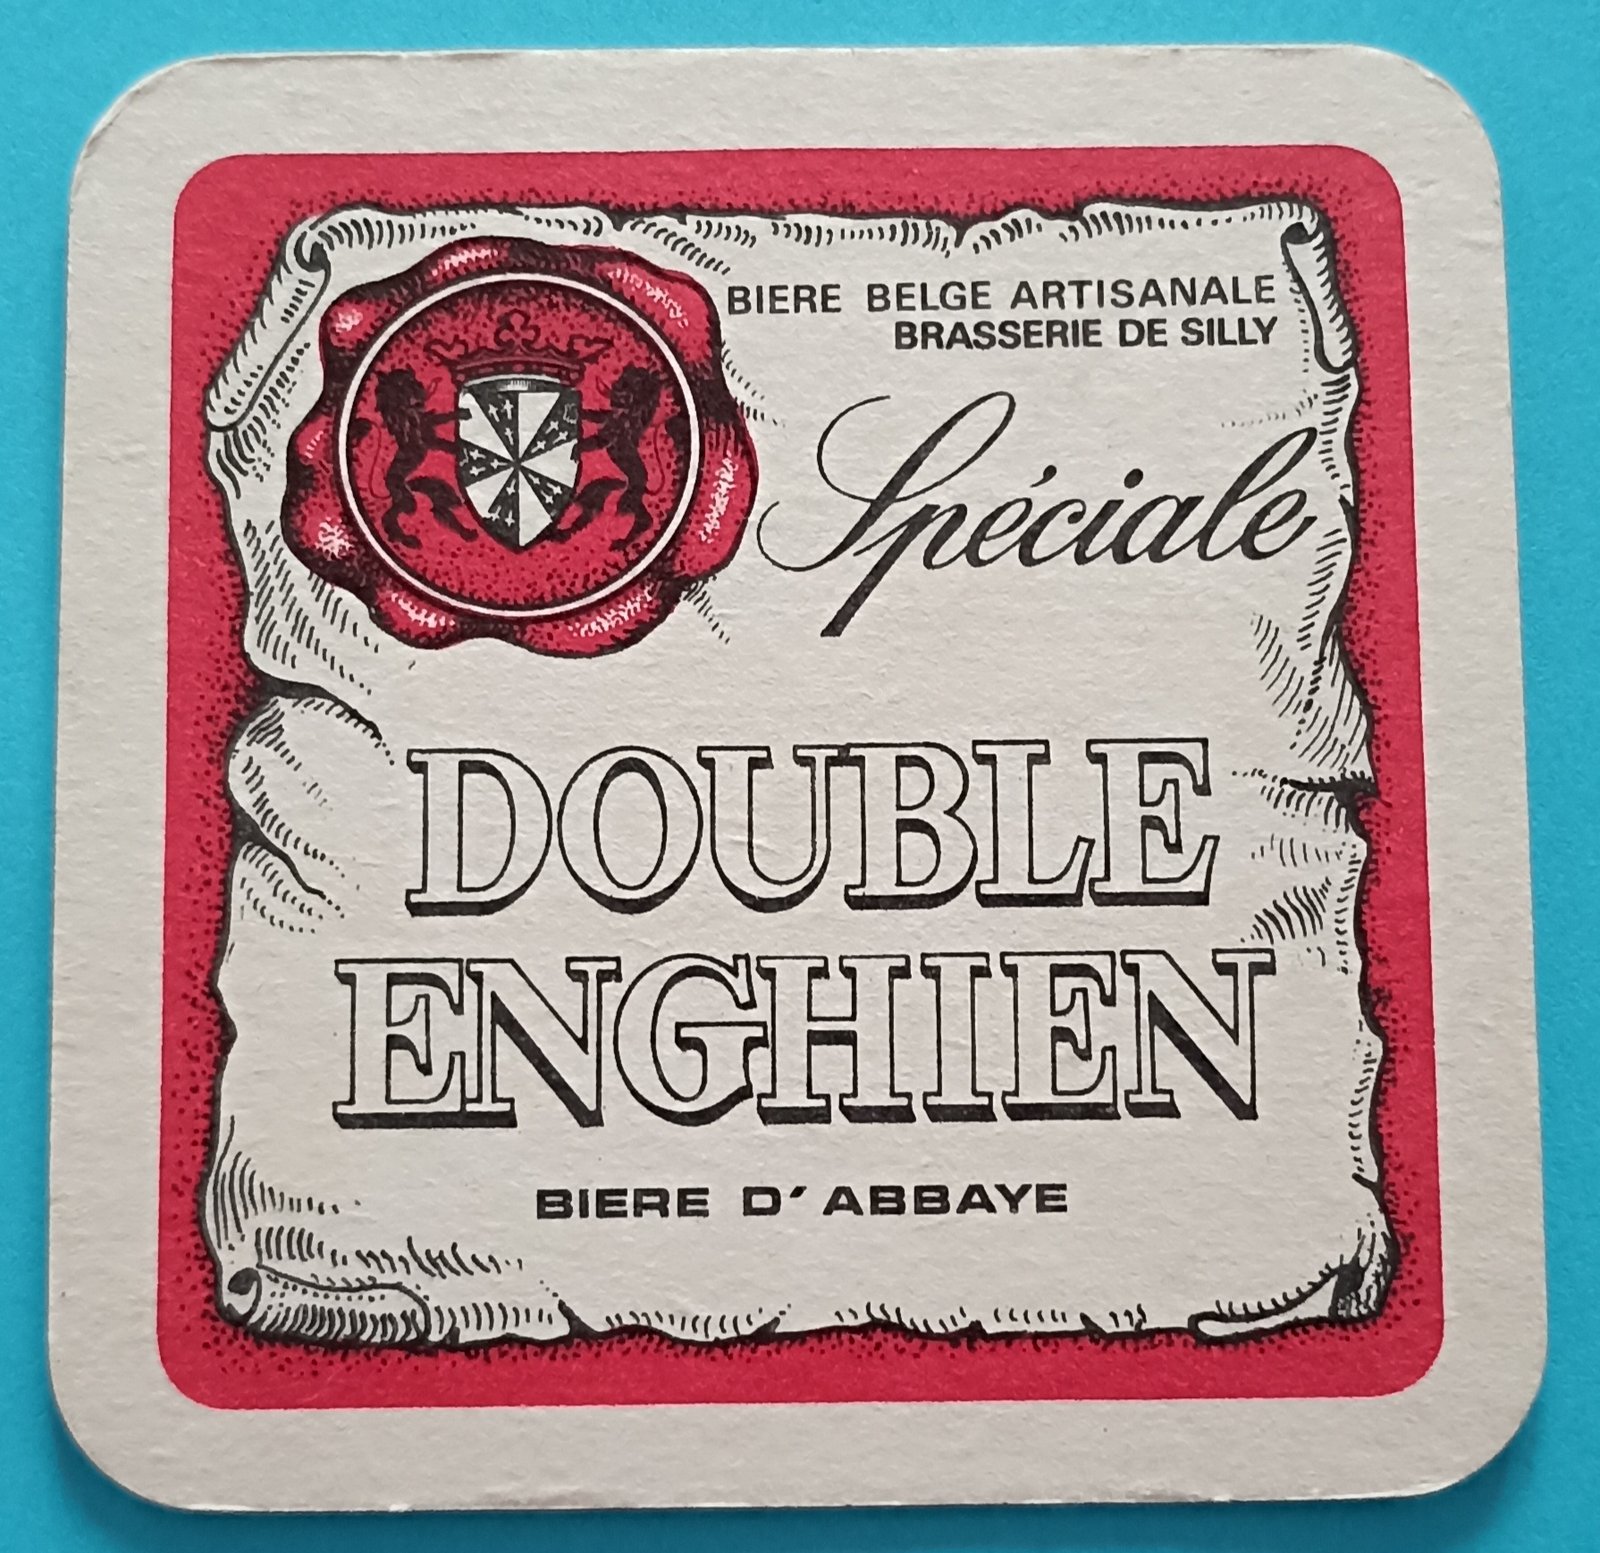 BIERE BELGE ARTISANALE
BRASSERIE DE SILLY
Spéciale
DOUBLE
ENGHIEN
BIERE D'ABBAYE